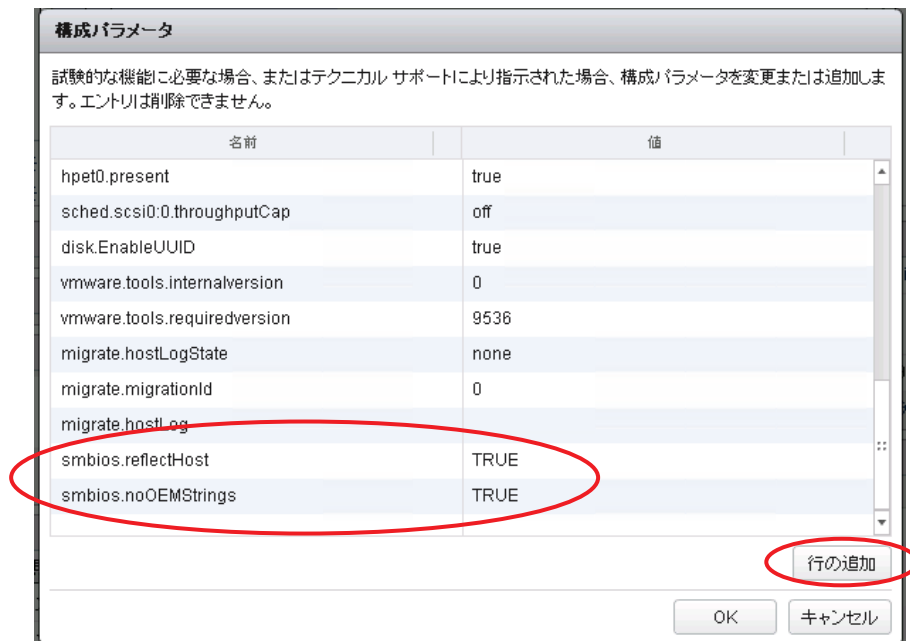 構成パラメータ
試験的な機能に必要な場合、またはテクニカル サポートにより指示された場合、構成パラメータを変更または追加しま
す。エントリは削除できません。
名前 値
hpet0.present true
sched.scsi0:0.throughputCap off
disk.EnableUUID true
vmware.tools.internalversion 0
vmware.tools.requiredversion 9536
migrate.hostLogState none
migrate.migrationId 0
migrate.hostLog
smbios.reflectHost TRUE
smbios.noOEMStrings TRUE
行の追加
OK キャンセル